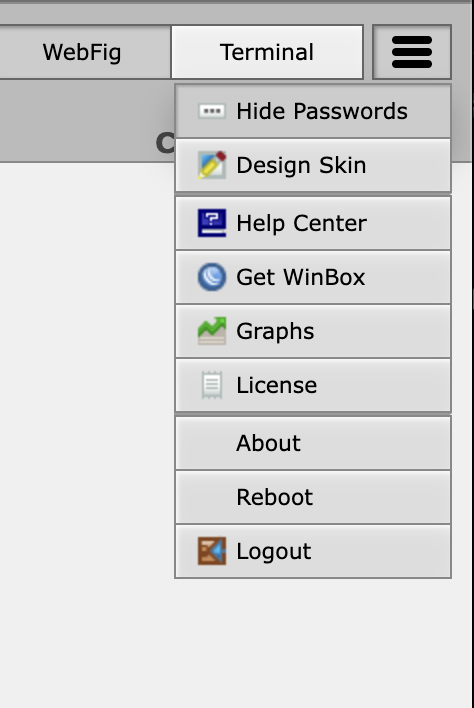 WebFig
Terminal
Hide Passwords
Design Skin
Help Center
Get WinBox
Graphs
License
About
Reboot
Logout